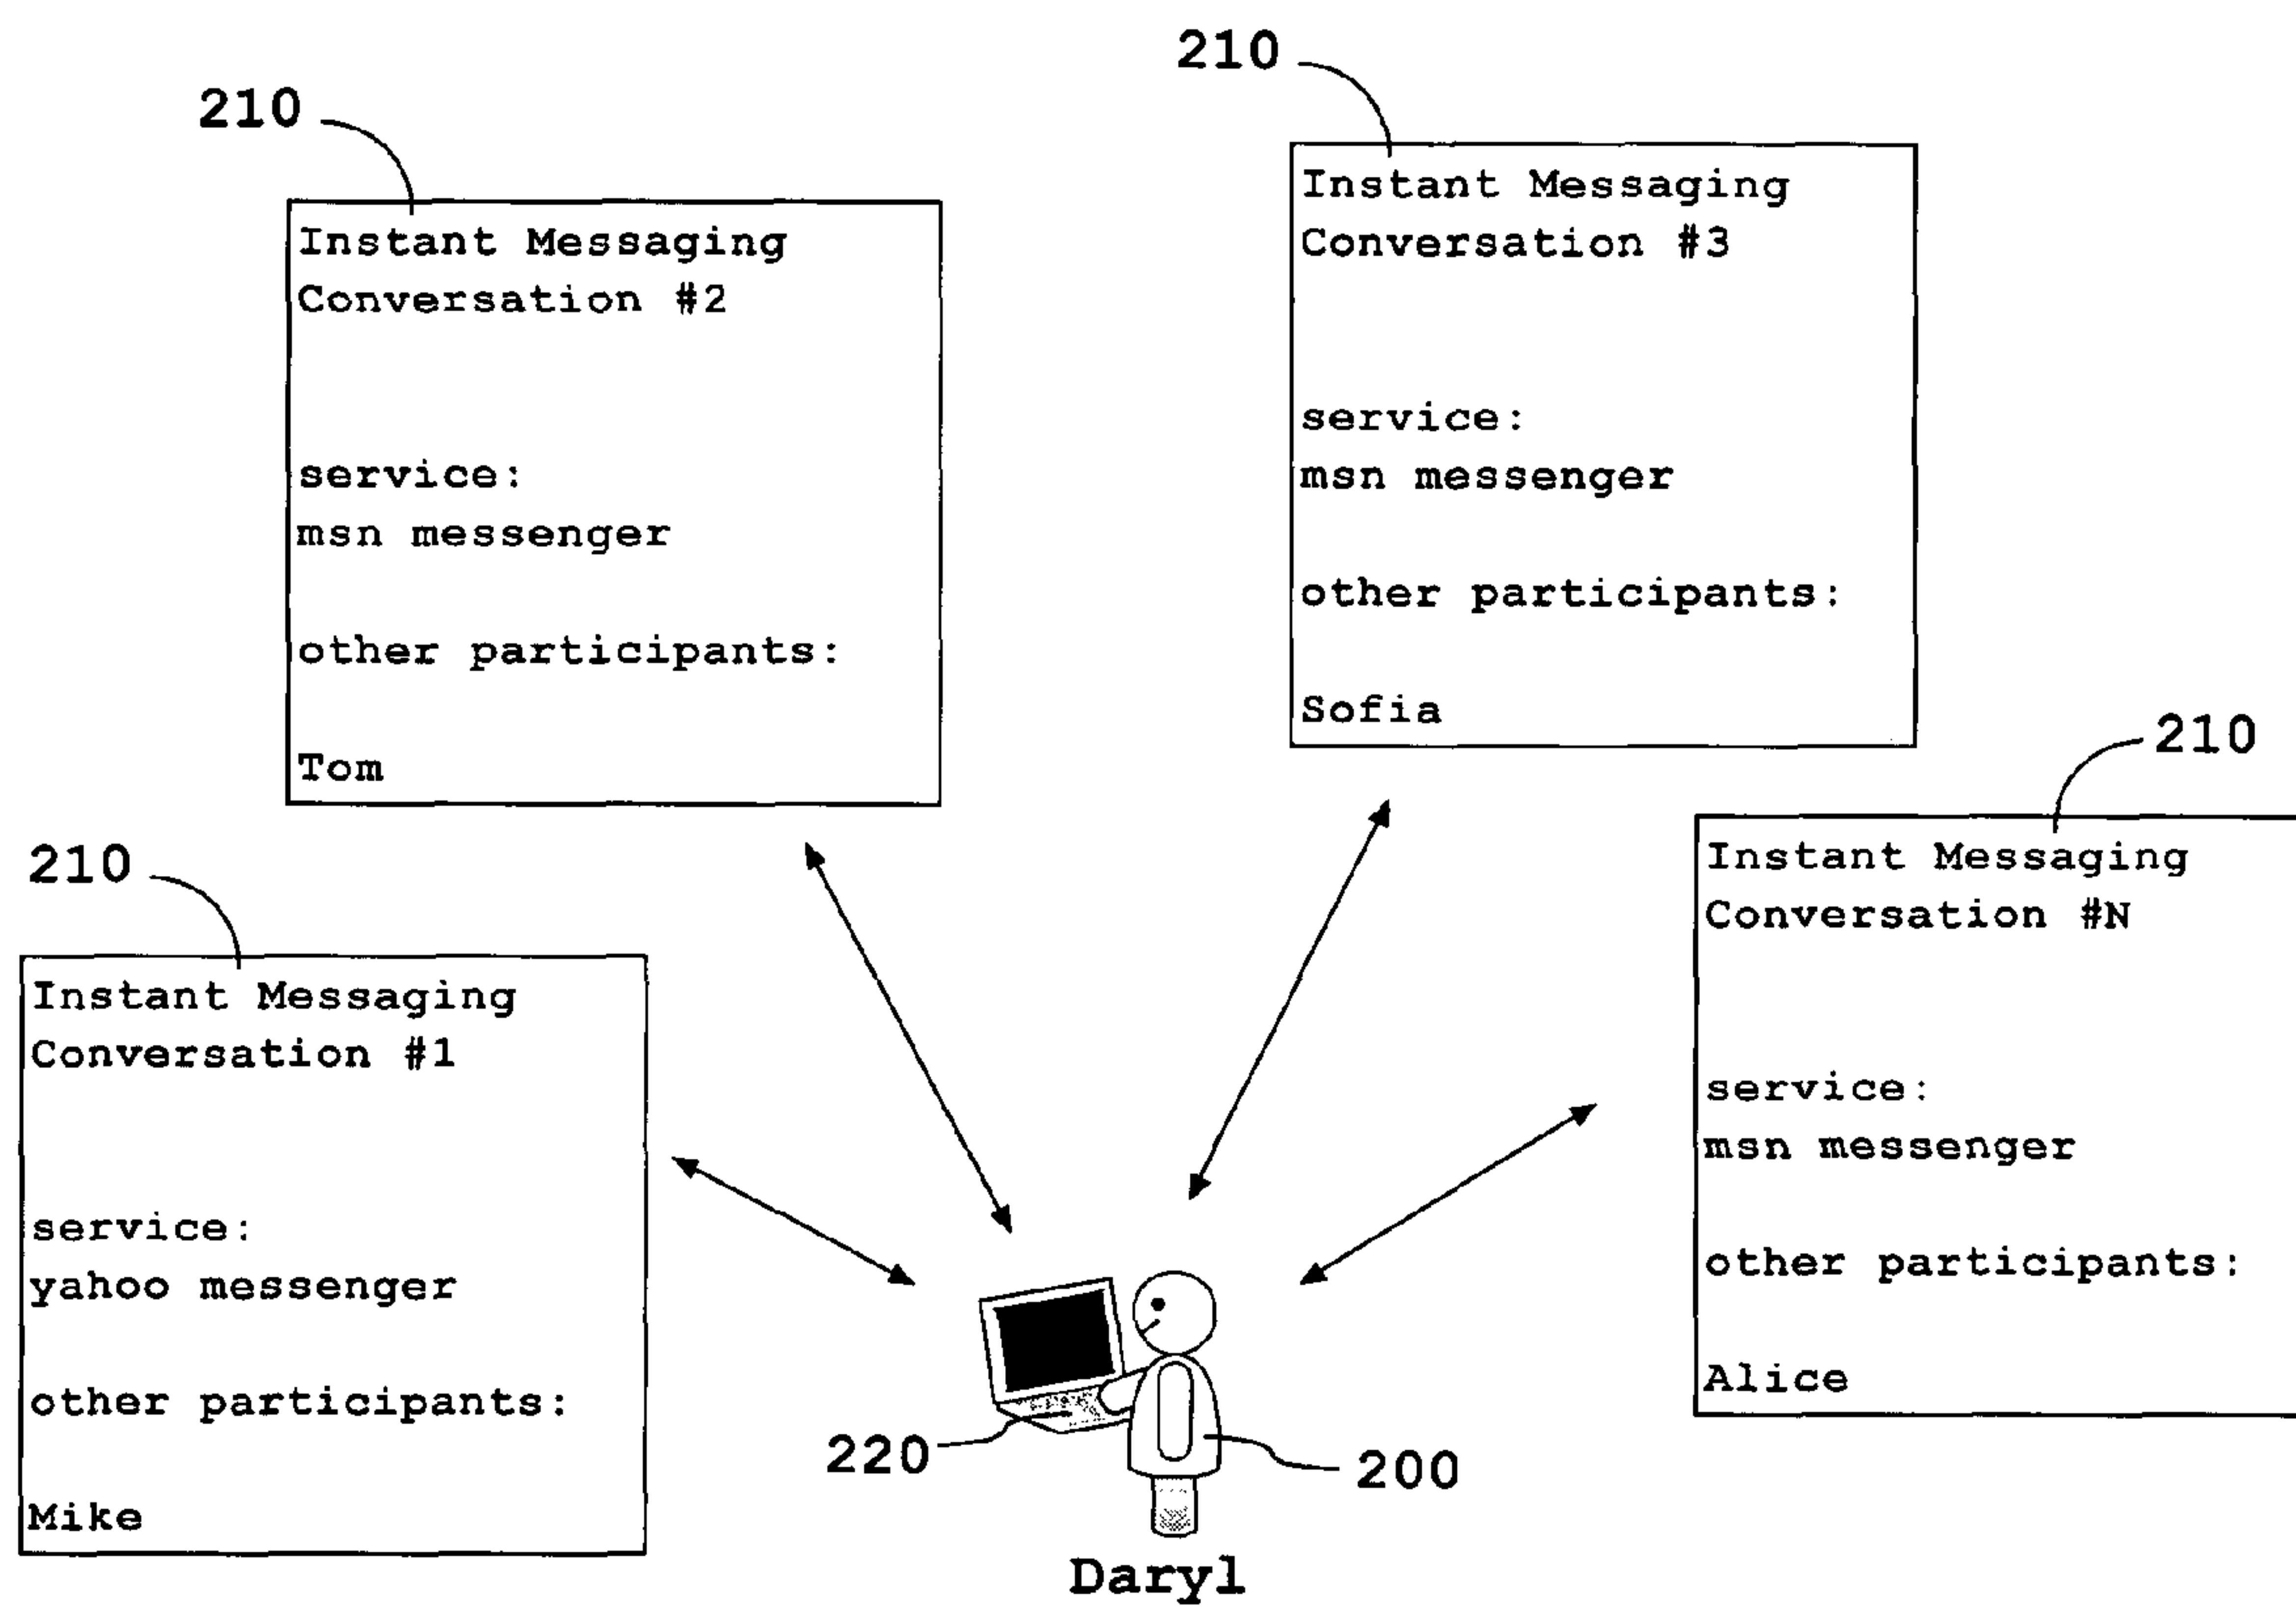 210
Instant Messaging
Conversation #2
service:
msn messenger
other participants:
Tom
210
Instant Messaging
Conversation #3
service:
msn messenger
other participants:
Sofia
210
Instant Messaging
Conversation #1
service:
yahoo messenger
other participants:
Mike
210
Instant Messaging
Conversation #N
service:
msn messenger
other participants:
Alice
220
200
Daryl